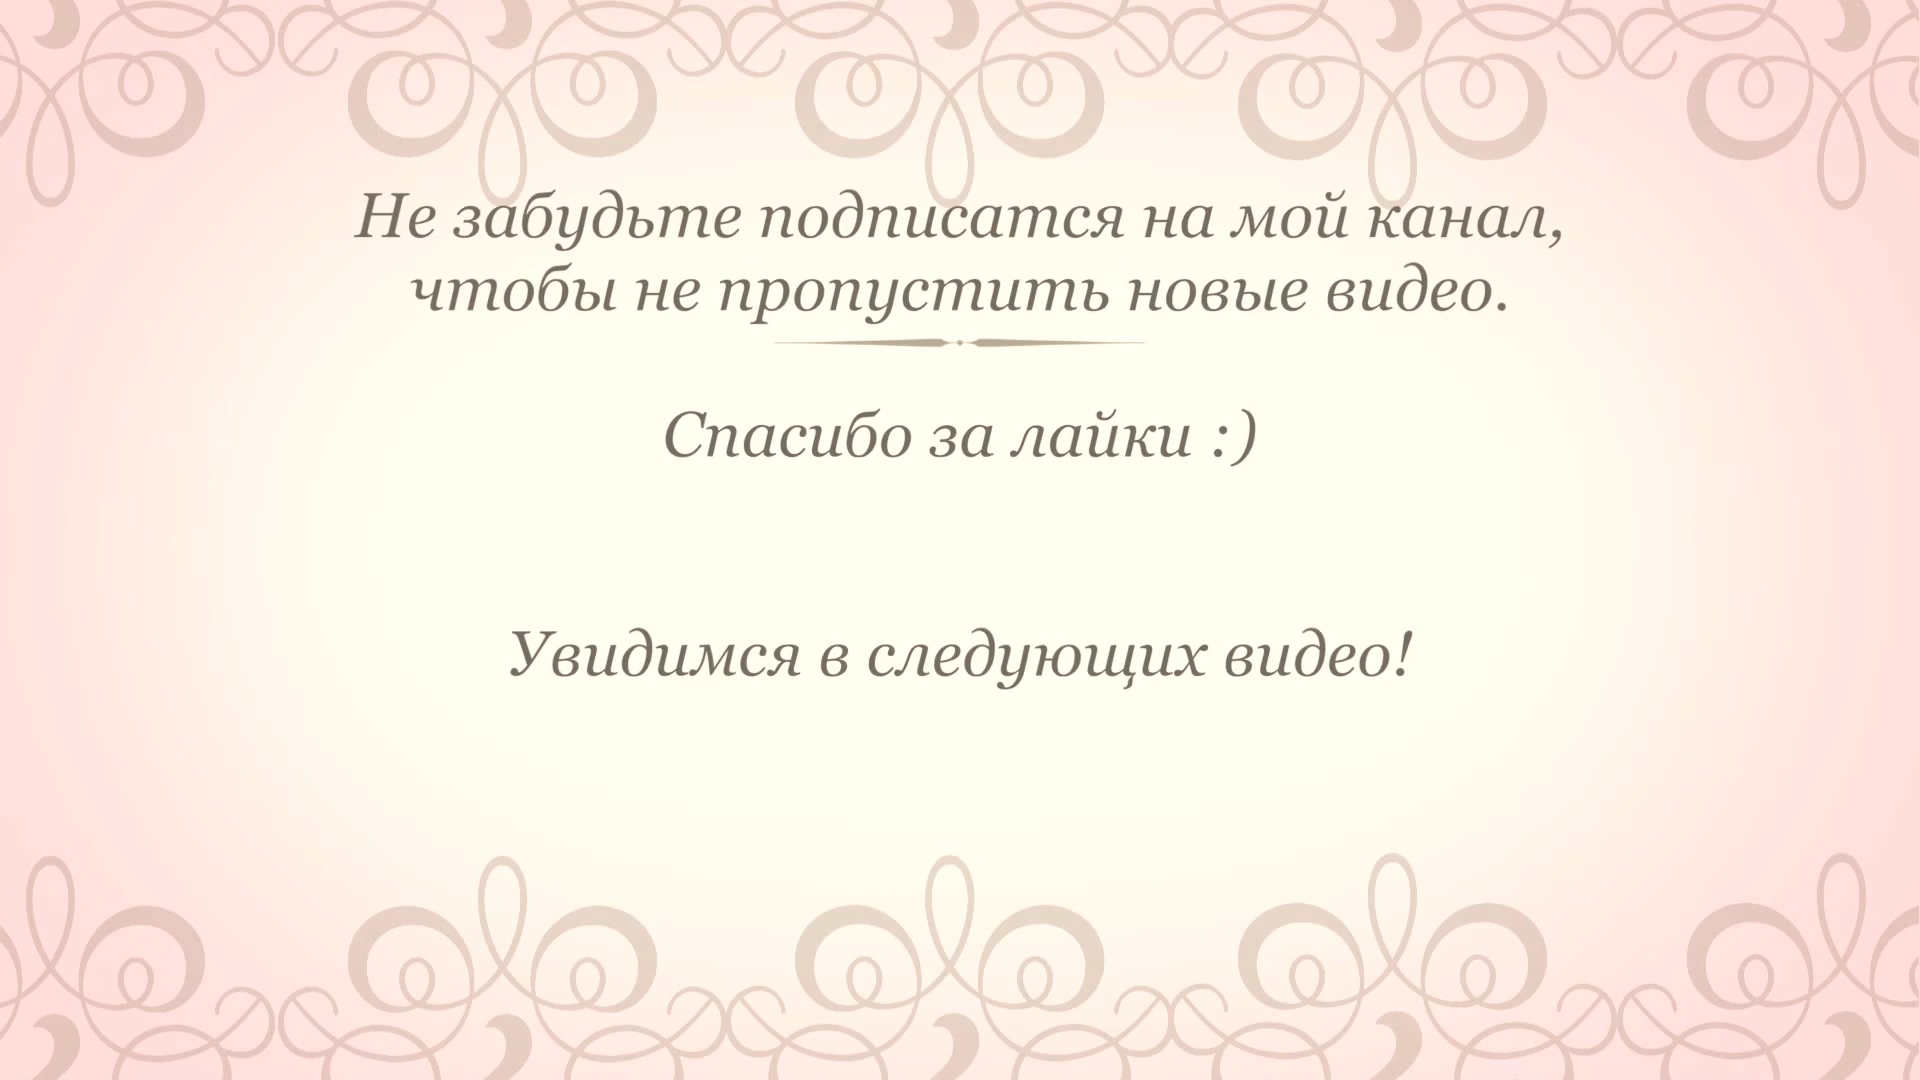 Не забудьте подписатся на мой канал,
чтобы не пропустить новые видео.
Спасибо за лайки :)
Увидимся в следующих видео!